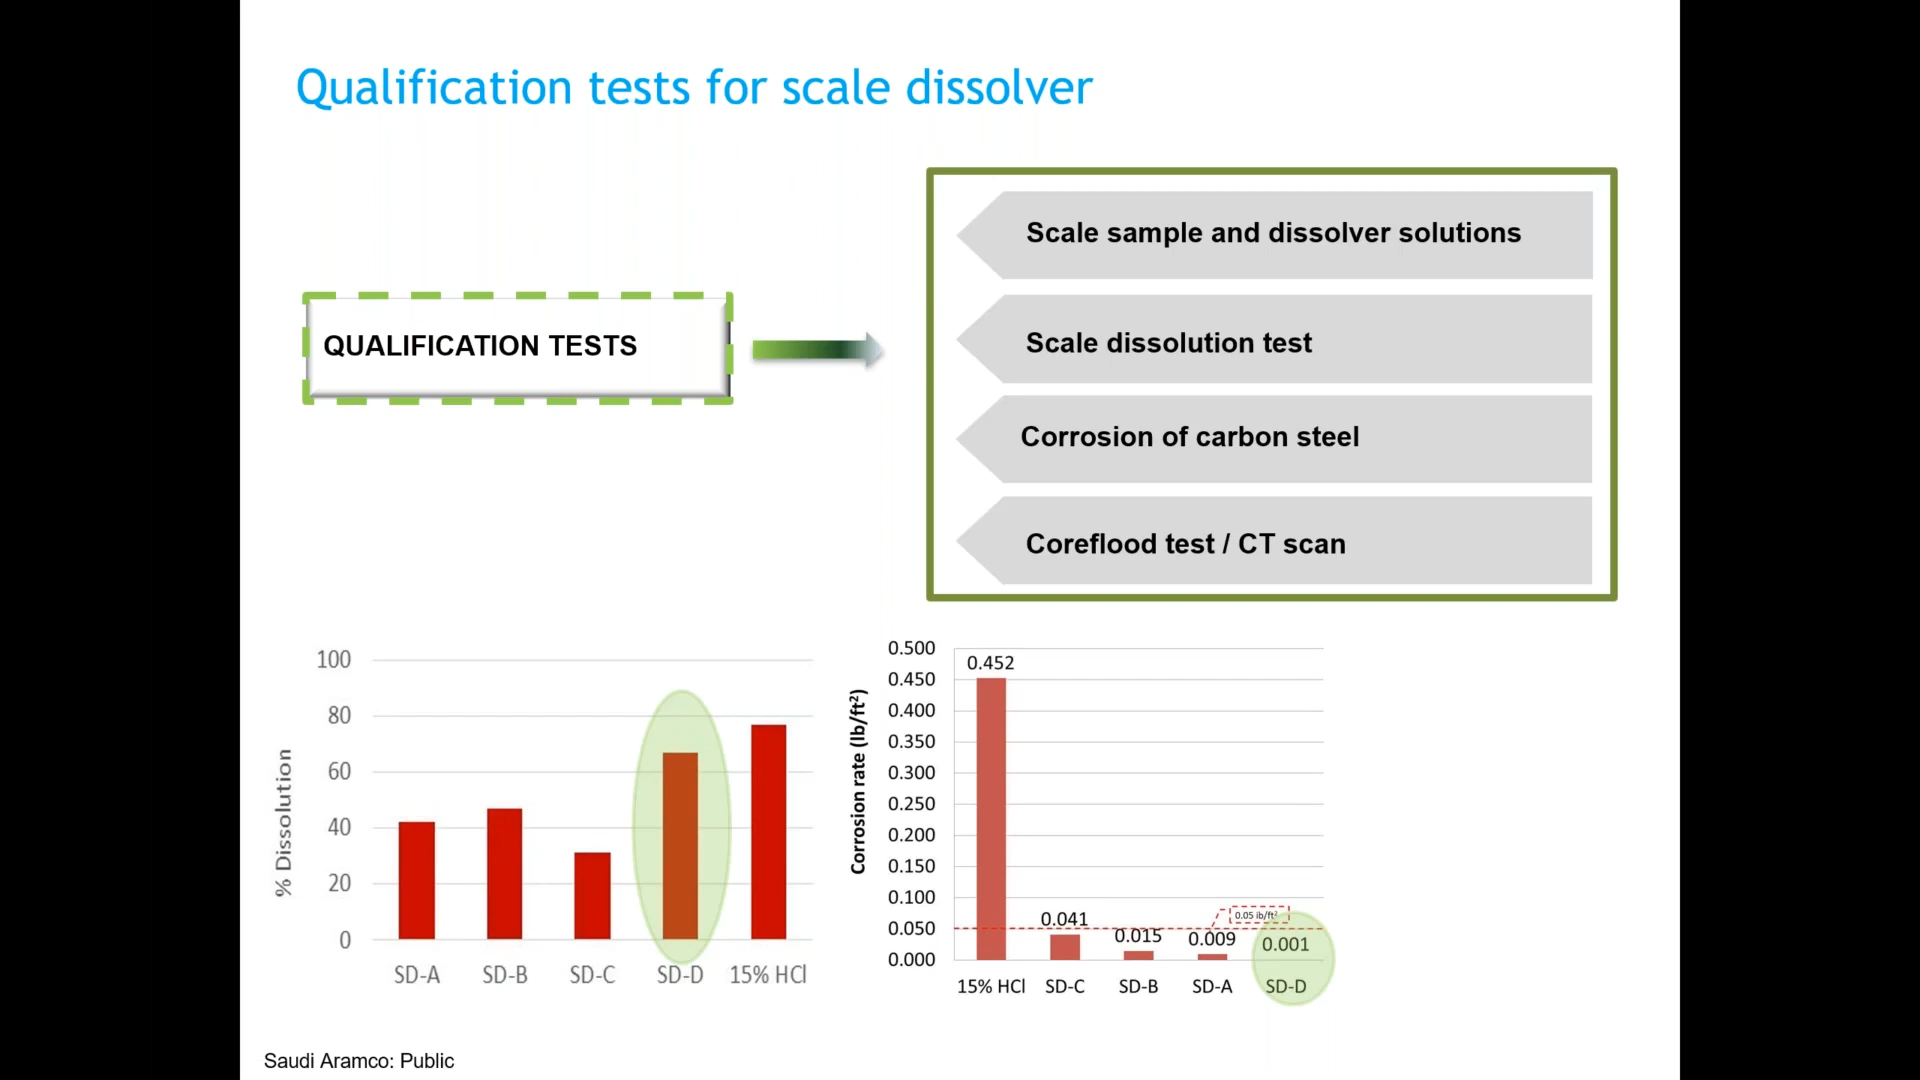 Qualification tests for scale dissolver
QUALIFICATION TESTS
Scale sample and dissolver solutions
Scale dissolution test
Corrosion of carbon steel
Coreflood test / CT scan
% Dissolution
100
80
60
40
20
0
SD-A SD-B SD-C SD-D 15% HCl
Corrosion rate (lb/ft²)
0.500
0.450
0.400
0.350
0.300
0.250
0.200
0.150
0.100
0.050
0.000
0.452
0.041
0.015
0.009
0.001
0.05 ib/ft²
15% HCl SD-C SD-B SD-A SD-D
Saudi Aramco: Public